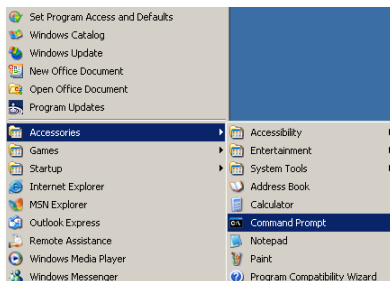 Set Program Access and Defaults
Windows Catalog
Windows Update
New Office Document
Open Office Document
Program Updates
Accessories
Games
Startup
Internet Explorer
MSN Explorer
Outlook Express
Remote Assistance
Windows Media Player
Windows Messenger
Accessibility
Entertainment
System Tools
Address Book
Calculator
Command Prompt
Notepad
Paint
Program Compatibility Wizard